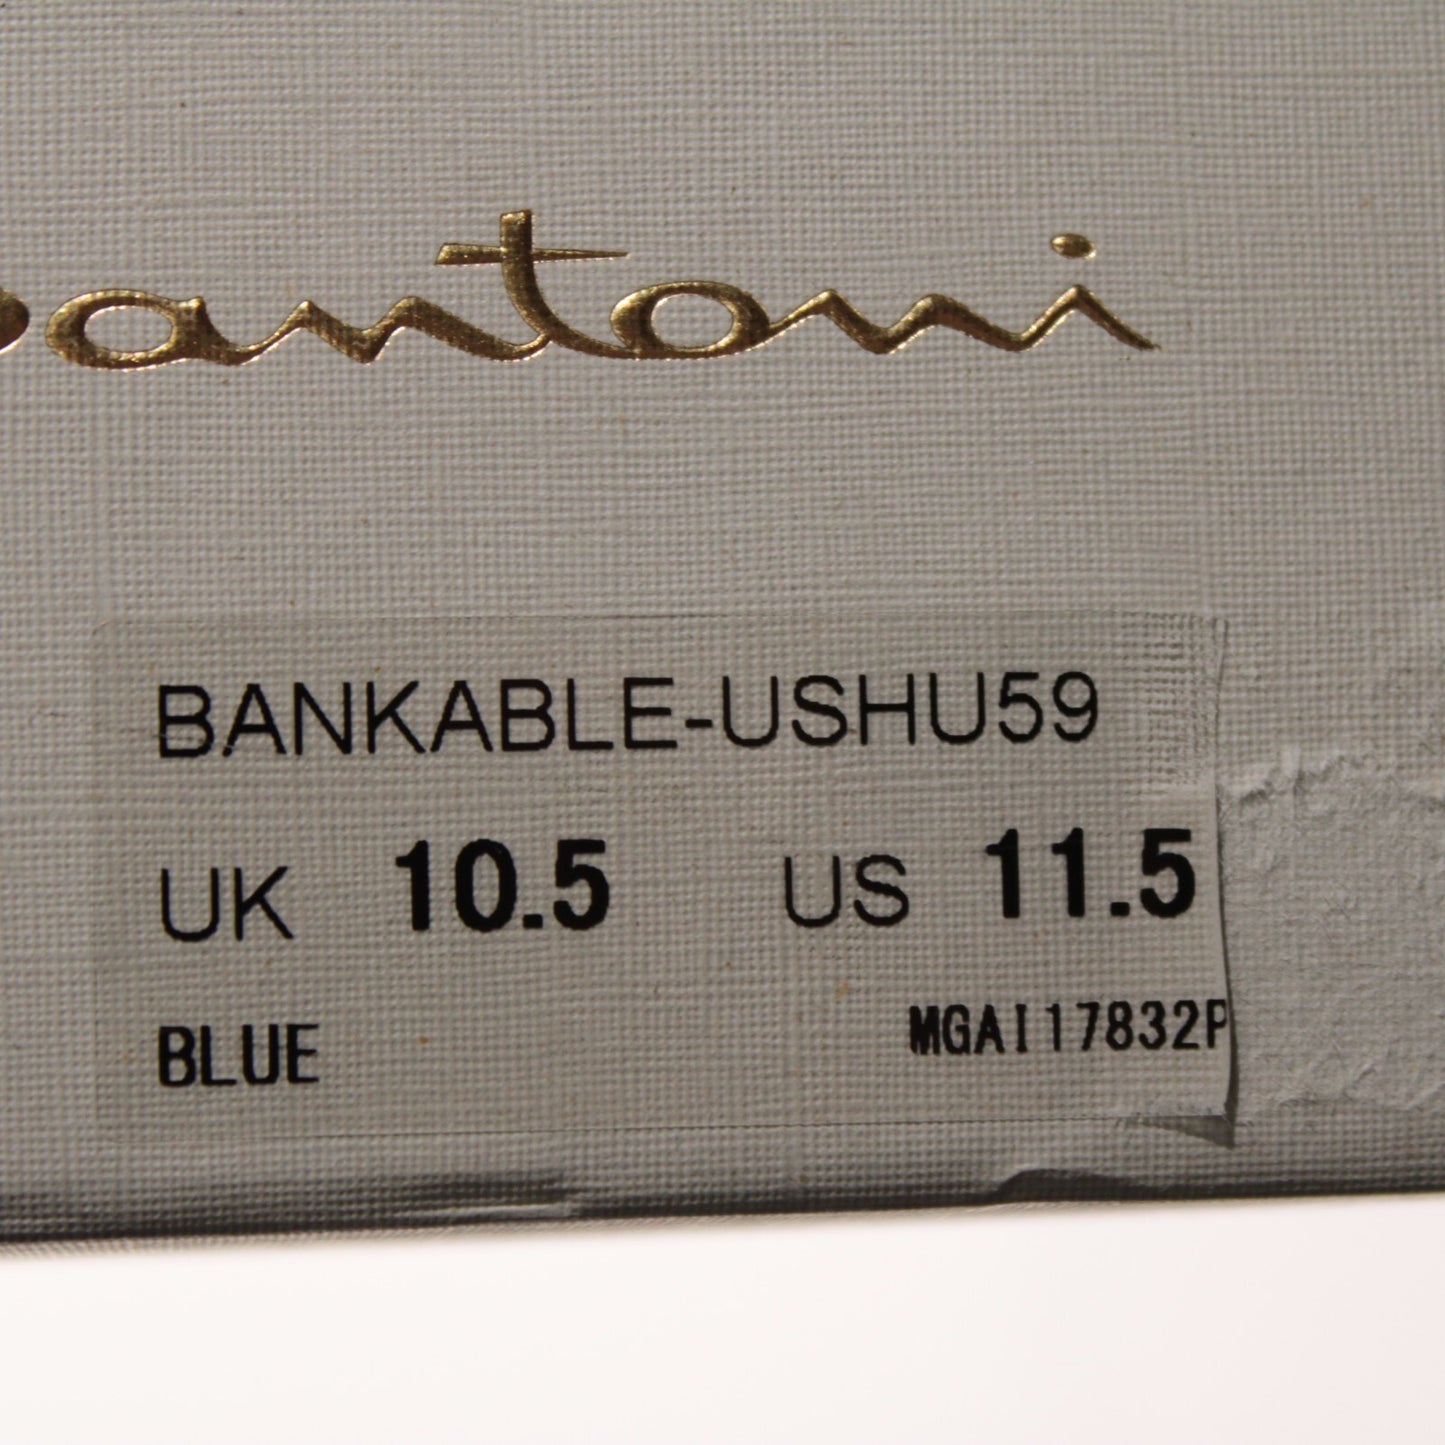 antoni
BANKABLE-USHU59
UK 10.5 US 11.5
BLUE MGAI17832P